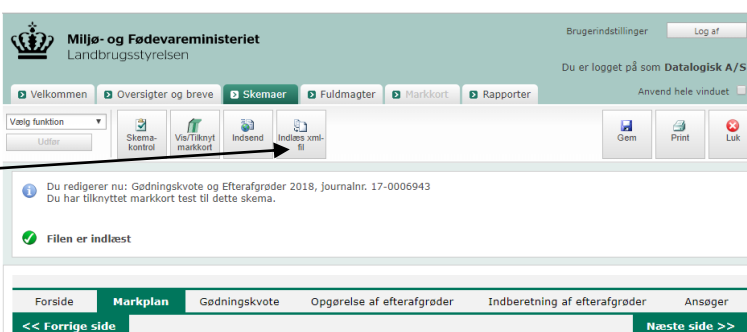 Miljø- og Fødevareministeriet
Landbrugsstyrelsen
Brugerindstillinger
Log af
Du er logget på som Datalogisk A/S
Velkommen
Oversigter og breve
Skemaer
Fuldmagter
Markkort
Rapporter
Anvend hele vinduet
Vælg funktion
Udfør
Skema-
kontrol
Vis/Tilknyt
markkort
Indsend
Indlæs xml-
fil
Gem
Print
Luk
Du redigerer nu: Gødningskvote og Efterafgrøder 2018, journalnr. 17-0006943
Du har tilknyttet markkort test til dette skema.
Filen er indlæst
Forside
Markplan
Gødningskvote
Opgørelse af efterafgrøder
Indberetning af efterafgrøder
Ansøger
<< Forrige side
Næste side >>